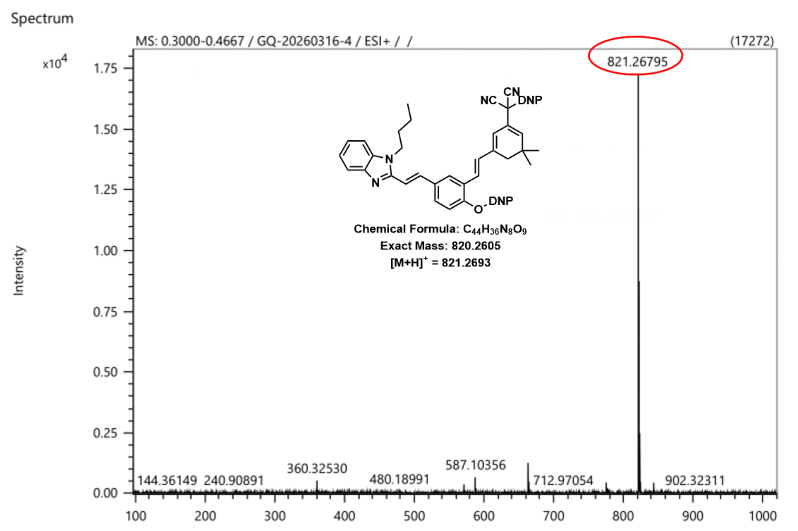 Spectrum
MS: 0.3000-0.4667 / GQ-20260316-4 / ESI+ / /
(17272)
x10⁴
821.26795
1.75
CN
NC
DNP
1.50
N
N
1.25
O
DNP
Chemical Formula: C₄₄H₃₆N₈O₉
Exact Mass: 820.2605
1.00
[M+H]⁺ = 821.2693
Intensity
0.75
0.50
0.25
360.32530
587.10356
144.36149
240.90891
480.18991
712.97054
902.32311
0.00
100 200 300 400 500 600 700 800 900 1000